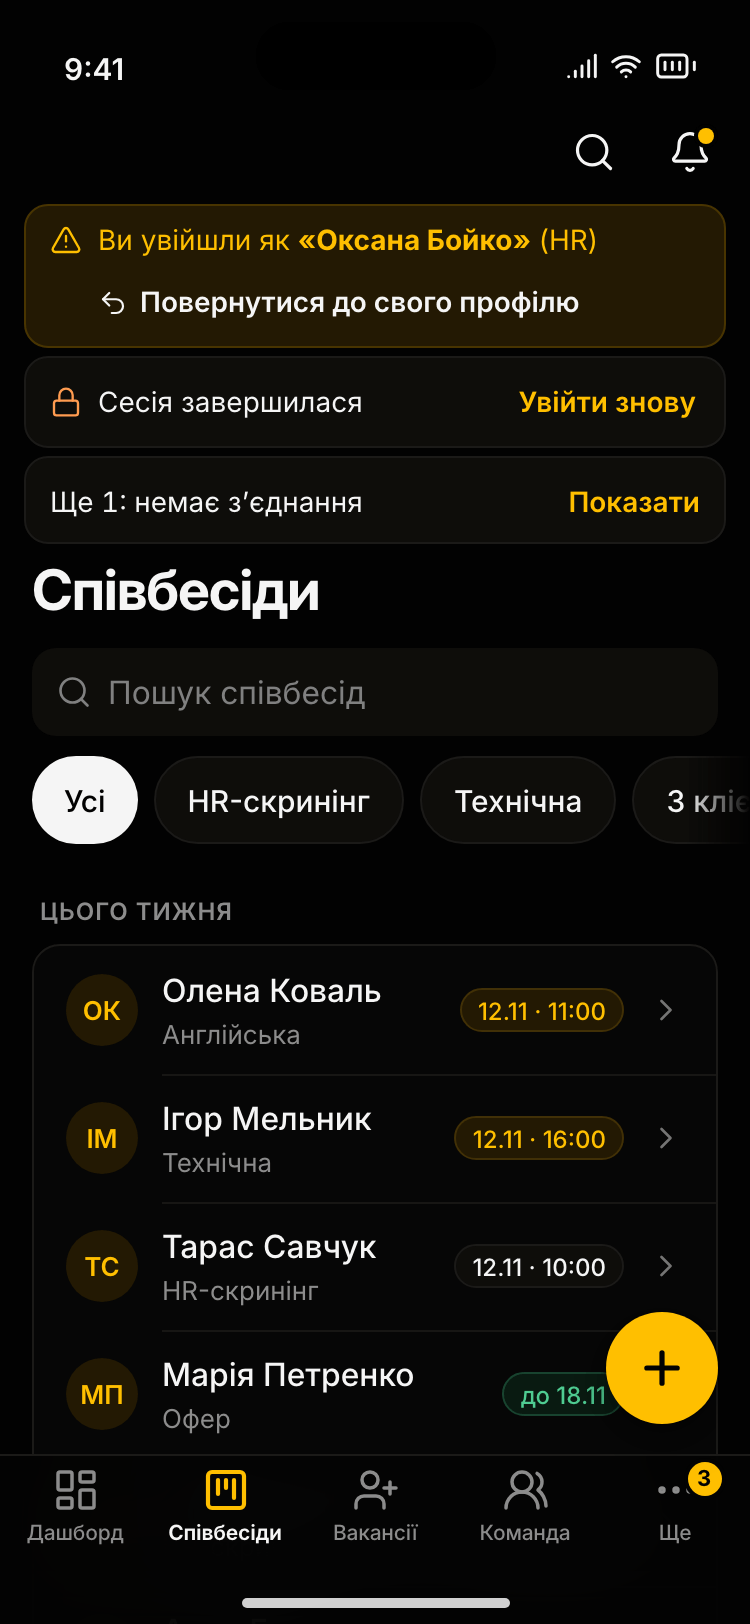 9:41
Ви увійшли як «Оксана Бойко» (HR)
Повернутися до свого профілю
Сесія завершилася
Увійти знову
Ще 1: немає з’єднання
Показати
Співбесіди
Пошук співбесід
Усі
HR-скринінг
Технічна
З кліє
ЦЬОГО ТИЖНЯ
ОК
Олена Коваль
Англійська
12.11 · 11:00
ІМ
Ігор Мельник
Технічна
12.11 · 16:00
ТС
Тарас Савчук
HR-скринінг
12.11 · 10:00
МП
Марія Петренко
Офер
до 18.11
Дашборд
Співбесіди
Вакансії
Команда
3
Ще